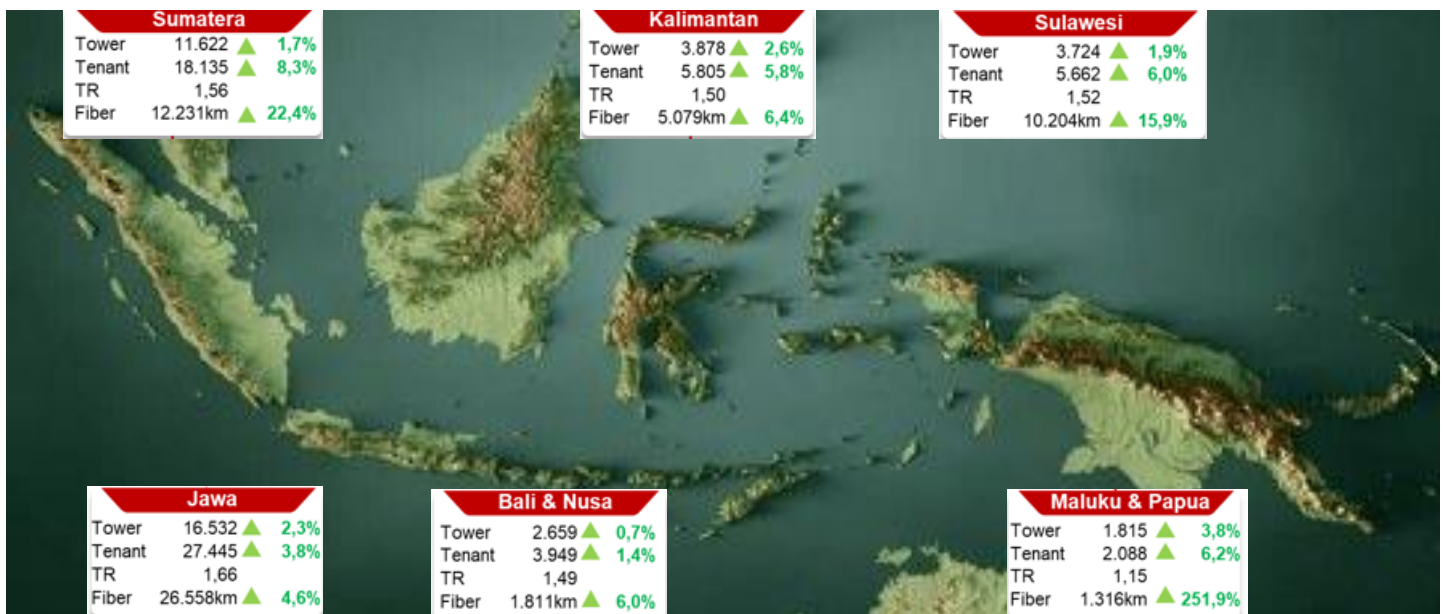 Sumatera
Tower 11.622 ▲ 1,7%
Tenant 18.135 ▲ 8,3%
TR 1,56
Fiber 12.231km ▲ 22,4%
Kalimantan
Tower 3.878 ▲ 2,6%
Tenant 5.805 ▲ 5,8%
TR 1,50
Fiber 5.079km ▲ 6,4%
Sulawesi
Tower 3.724 ▲ 1,9%
Tenant 5.662 ▲ 6,0%
TR 1,52
Fiber 10.204km ▲ 15,9%
Jawa
Tower 16.532 ▲ 2,3%
Tenant 27.445 ▲ 3,8%
TR 1,66
Fiber 26.558km ▲ 4,6%
Bali & Nusa
Tower 2.659 ▲ 0,7%
Tenant 3.949 ▲ 1,4%
TR 1,49
Fiber 1.811km ▲ 6,0%
Maluku & Papua
Tower 1.815 ▲ 3,8%
Tenant 2.088 ▲ 6,2%
TR 1,15
Fiber 1.316km ▲ 251,9%